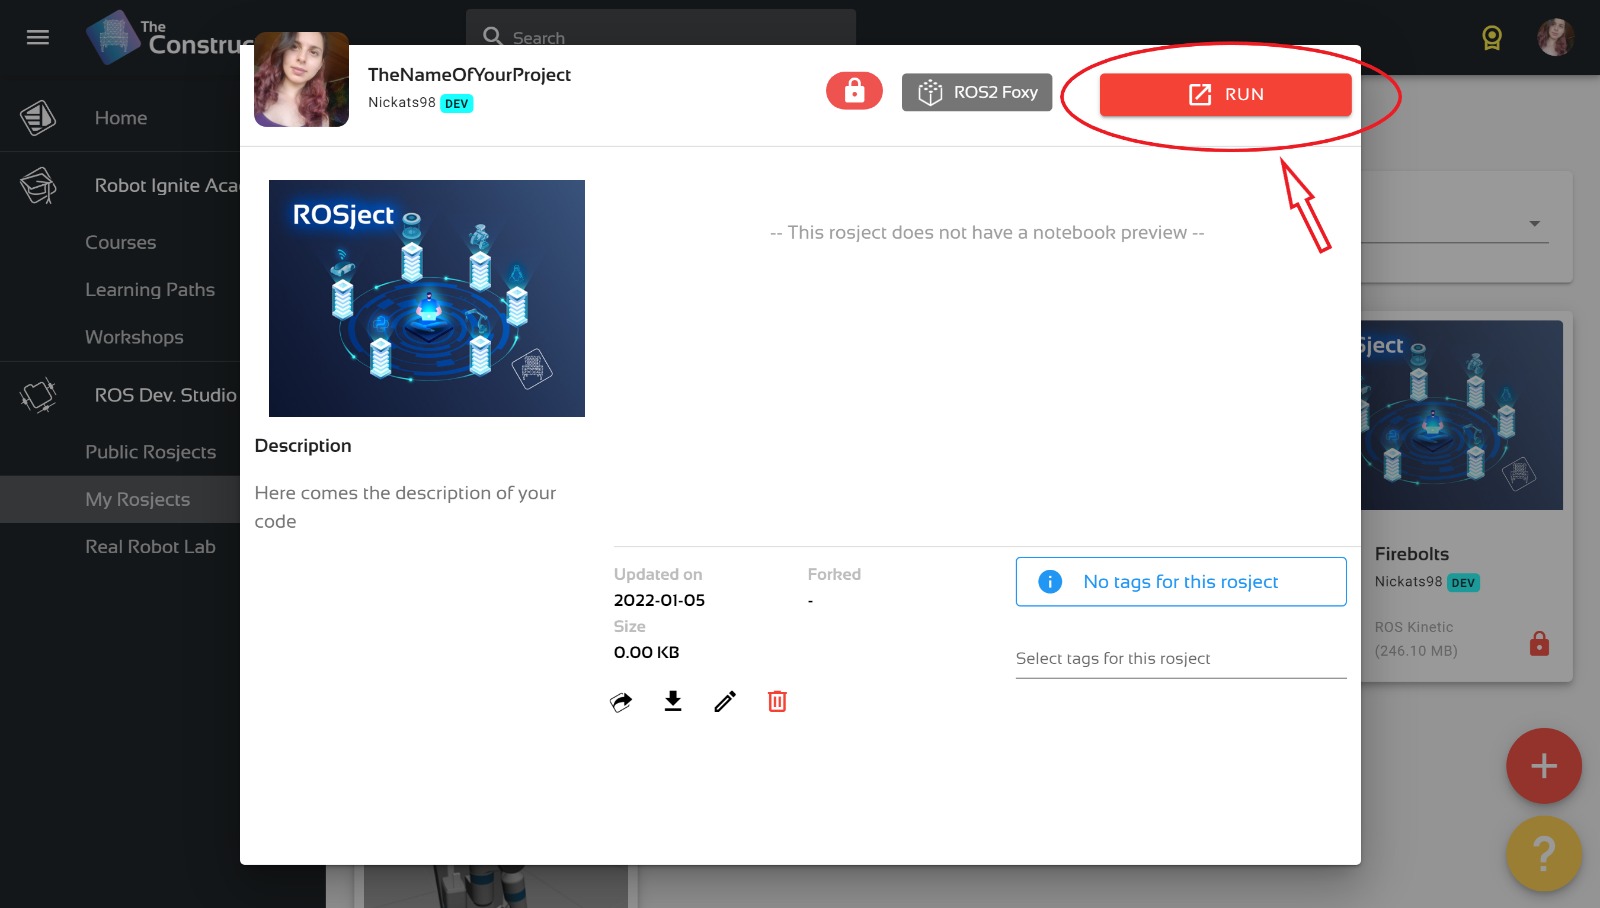 The
Construc
Search
Home
Robot Ignite Aca
Courses
Learning Paths
Workshops
ROS Dev. Studio
Public Rosjects
My Rosjects
Real Robot Lab
TheNameOfYourProject
Nickats98 DEV
ROS2 Foxy
RUN
ROSject
-- This rosject does not have a notebook preview --
Description
Here comes the description of your
code
Updated on
2022-01-05
Forked
-
Size
0.00 KB
No tags for this rosject
Select tags for this rosject
Sject
Firebolts
Nickats98 DEV
ROS Kinetic
(246.10 MB)
+
?